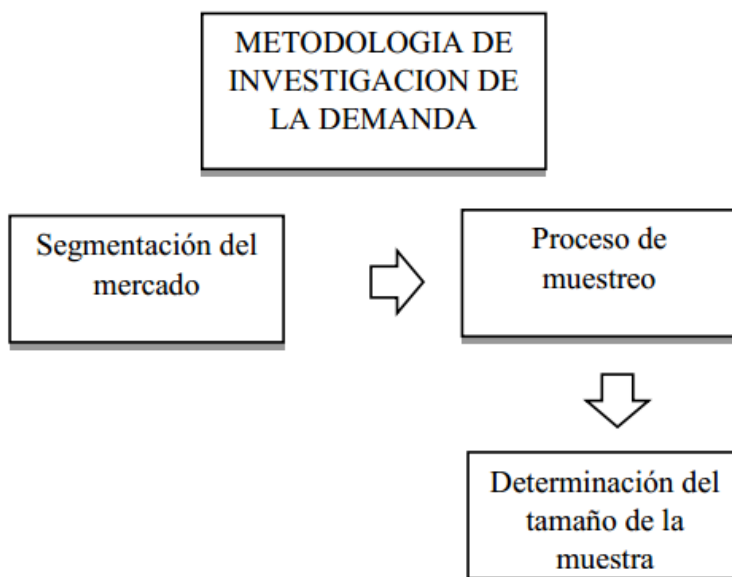 METODOLOGIA DE
INVESTIGACION DE
LA DEMANDA
Segmentación del
mercado
Proceso de
muestreo
Determinación del
tamaño de la
muestra